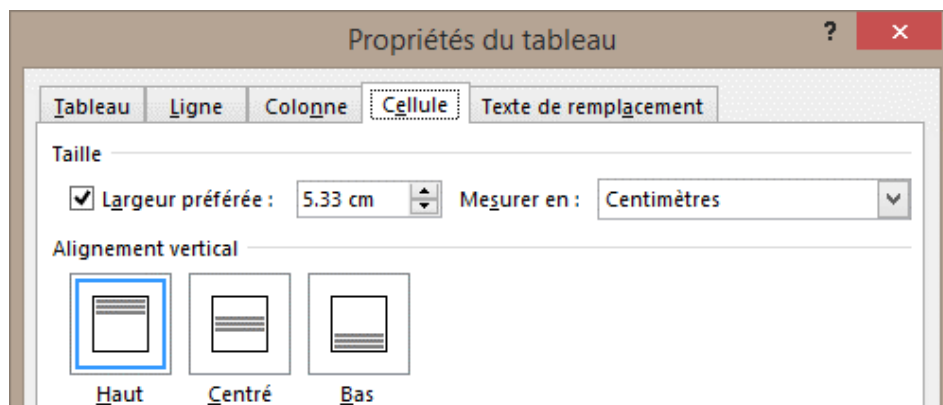 Propriétés du tableau ? ×
Tableau Ligne Colonne Cellule Texte de remplacement
Taille
Largeur préférée : 5.33 cm Mesurer en : Centimètres
Alignement vertical
Haut Centré Bas